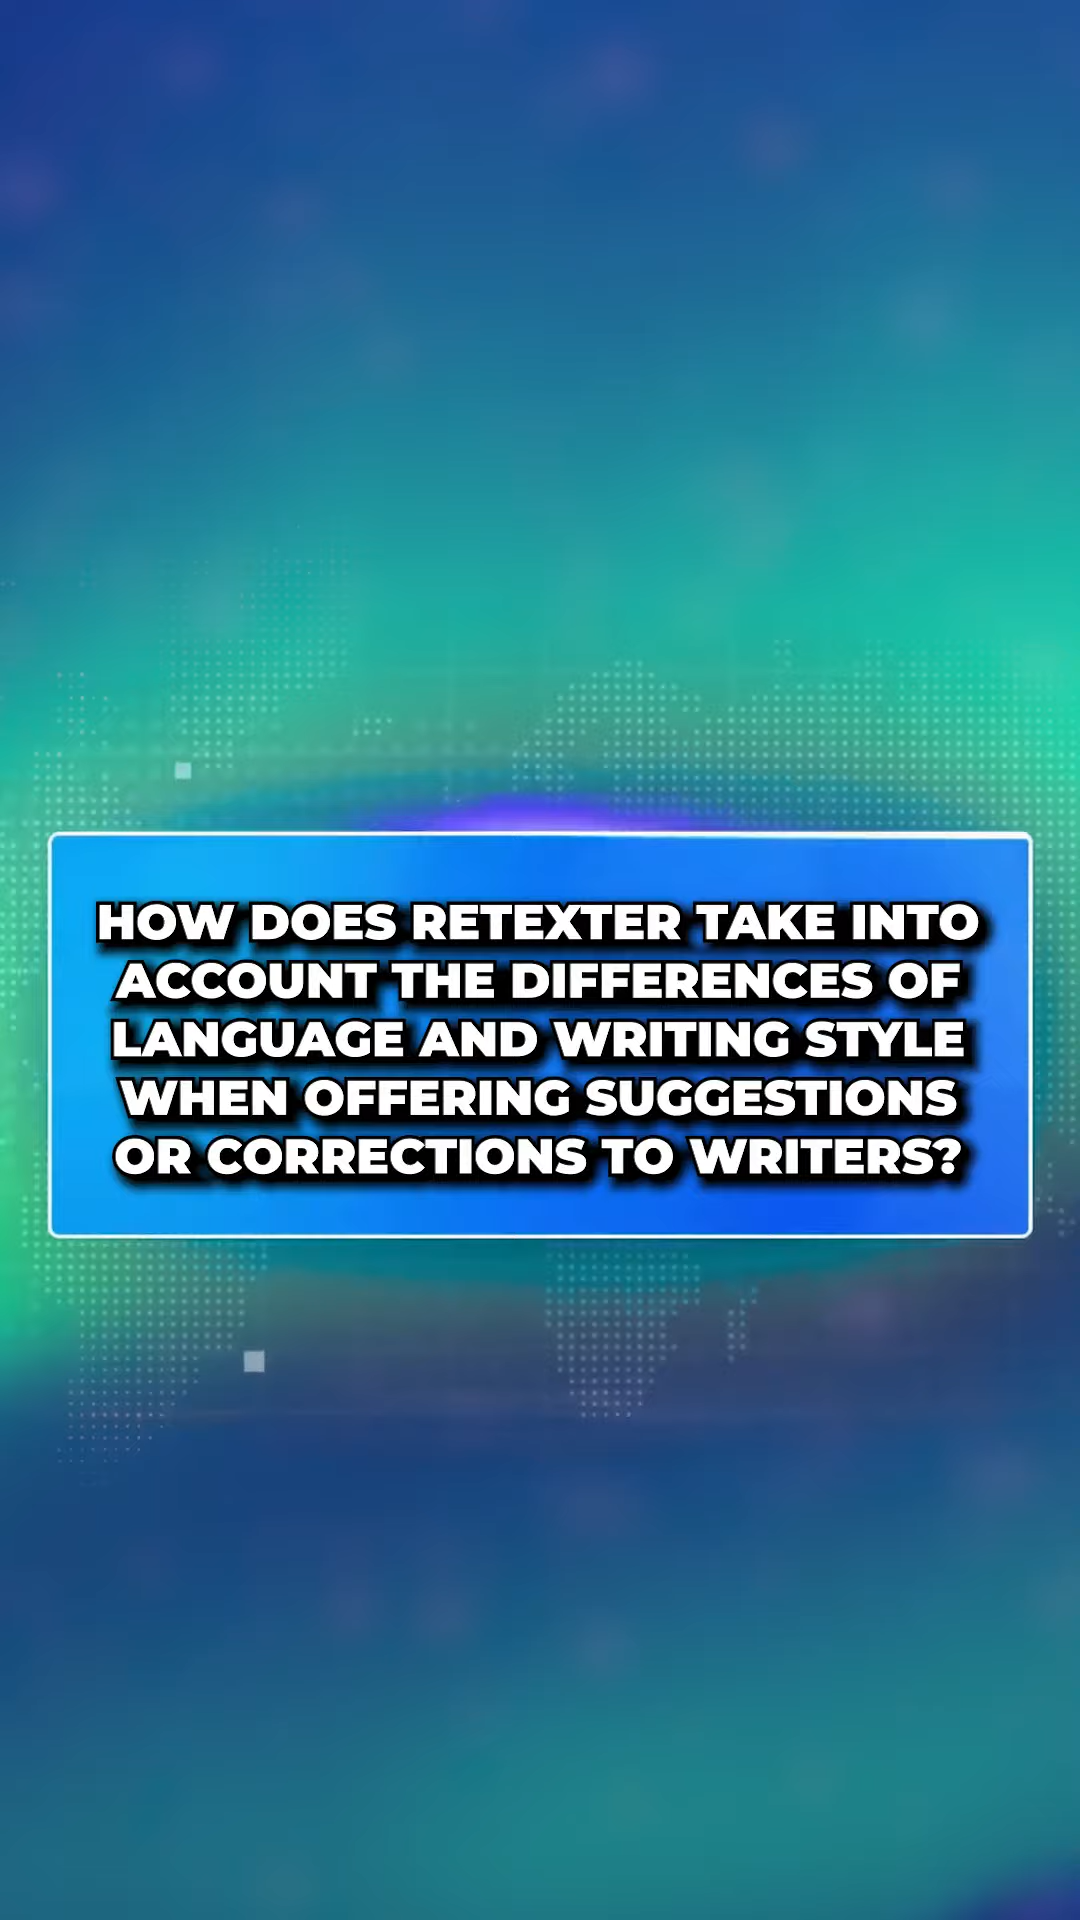 HOW DOES RETEXTER TAKE INTO
ACCOUNT THE DIFFERENCES OF
LANGUAGE AND WRITING STYLE
WHEN OFFERING SUGGESTIONS
OR CORRECTIONS TO WRITERS?